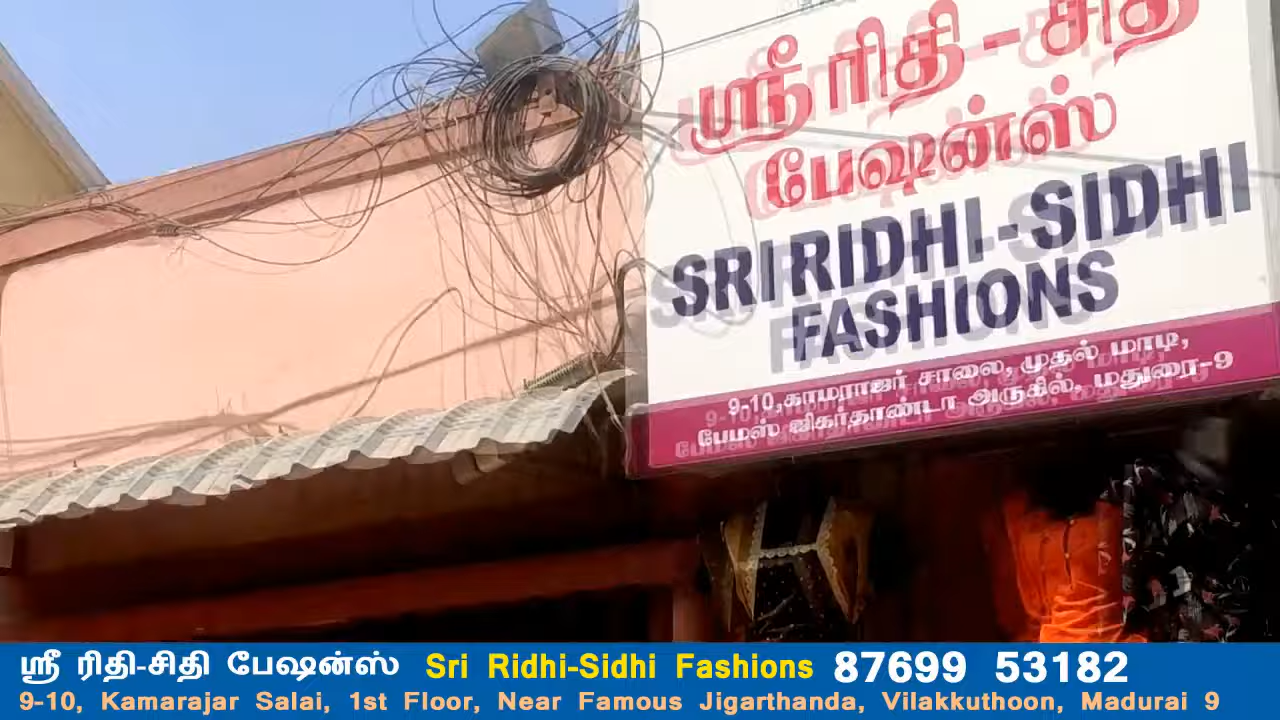 ஸ்ரீ ரிதி-சிதி
பேஷன்ஸ்
SRI RIDHI-SIDHI
FASHIONS
9-10,காமராஜர் சாலை, முதல் மாடி,
பேமஸ் ஜிகர்தாண்டா அருகில், மதுரை-9
ஸ்ரீ ரிதி-சிதி பேஷன்ஸ் Sri Ridhi-Sidhi Fashions 87699 53182
9-10, Kamarajar Salai, 1st Floor, Near Famous Jigarthanda, Vilakkuthoon, Madurai 9